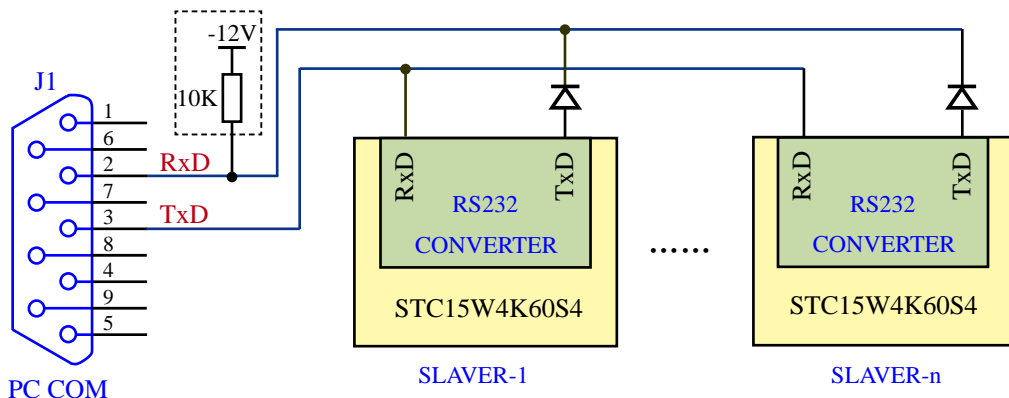 -12V
10K
J1
1
6
2
7
3
8
4
9
5
RxD
TxD
PC COM
RxD
TxD
RS232
CONVERTER
STC15W4K60S4
SLAVER-1
……
RxD
TxD
RS232
CONVERTER
STC15W4K60S4
SLAVER-n